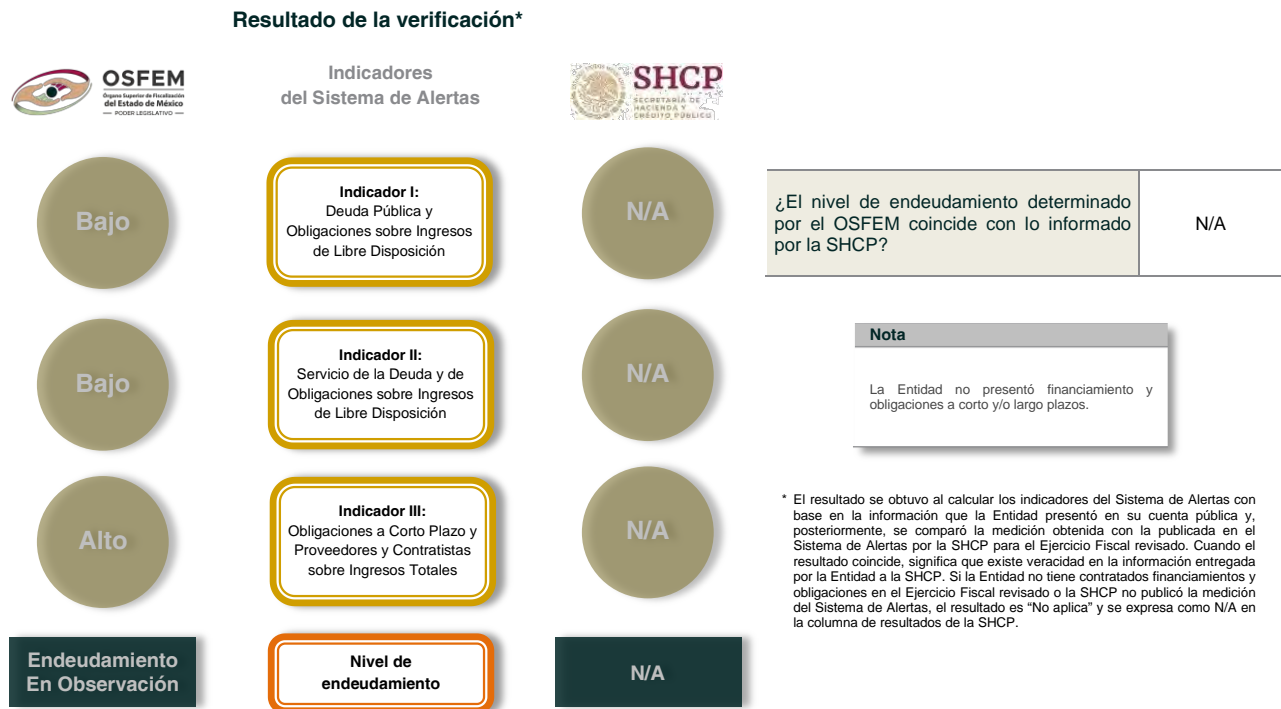 Resultado de la verificación*
OSFEM
Órgano Superior de Fiscalización
del Estado de México
PODER LEGISLATIVO
Indicadores
del Sistema de Alertas
SHCP
SECRETARÍA DE
HACIENDA Y
CRÉDITO PÚBLICO
Bajo
Indicador I:
Deuda Pública y
Obligaciones sobre Ingresos
de Libre Disposición
N/A
Bajo
Indicador II:
Servicio de la Deuda y de
Obligaciones sobre Ingresos
de Libre Disposición
N/A
Alto
Indicador III:
Obligaciones a Corto Plazo y
Proveedores y Contratistas
sobre Ingresos Totales
N/A
Endeudamiento
En Observación
Nivel de
endeudamiento
N/A
¿El nivel de endeudamiento determinado
por el OSFEM coincide con lo informado
por la SHCP?
N/A
Nota
La Entidad no presentó financiamiento y
obligaciones a corto y/o largo plazos.
* El resultado se obtuvo al calcular los indicadores del Sistema de Alertas con
base en la información que la Entidad presentó en su cuenta pública y,
posteriormente, se comparó la medición obtenida con la publicada en el
Sistema de Alertas por la SHCP para el Ejercicio Fiscal revisado. Cuando el
resultado coincide, significa que existe veracidad en la información entregada
por la Entidad a la SHCP. Si la Entidad no tiene contratados financiamientos y
obligaciones en el Ejercicio Fiscal revisado o la SHCP no publicó la medición
del Sistema de Alertas, el resultado es “No aplica” y se expresa como N/A en
la columna de resultados de la SHCP.